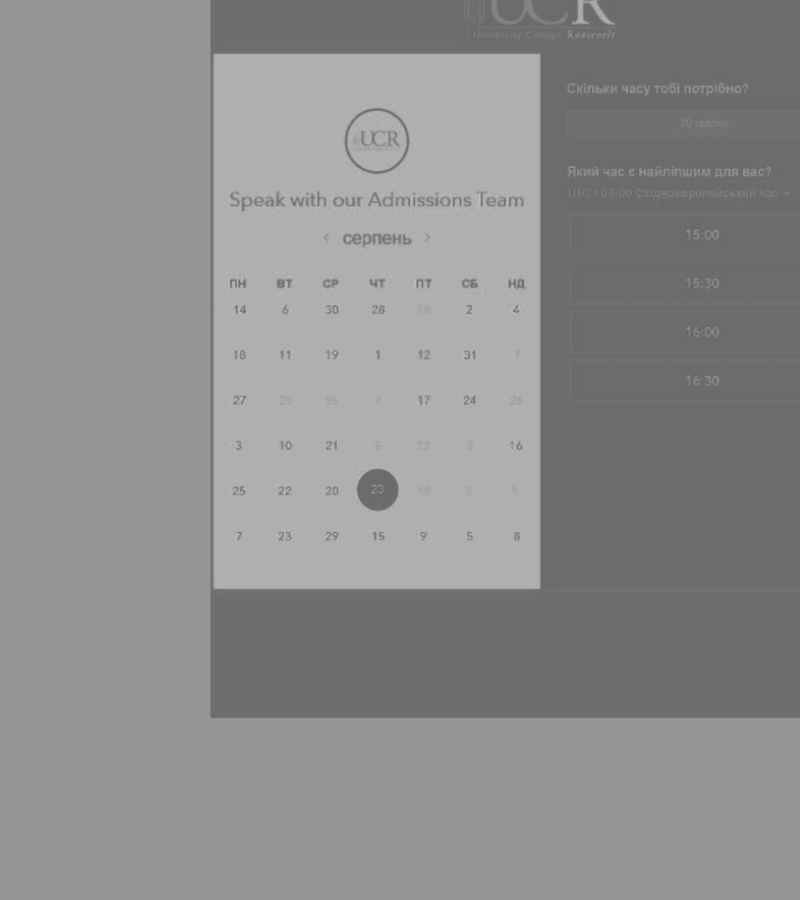 UCR
University College Roosevelt
UCR
Speak with our Admissions Team
‹ серпень ›
ПН ВТ СР ЧТ ПТ СБ НД
14 6 30 28 2 4
18 11 19 1 12 31 7
27 7 17 24 26
3 10 21 6 23 3 16
25 22 20 23 18 2 5
7 23 29 15 9 5 8
Скільки часу тобі потрібно?
30 хвилин
Який час є найліпшим для вас?
UTC +03:00 Східноєвропейський час
15:00
15:30
16:00
16:30